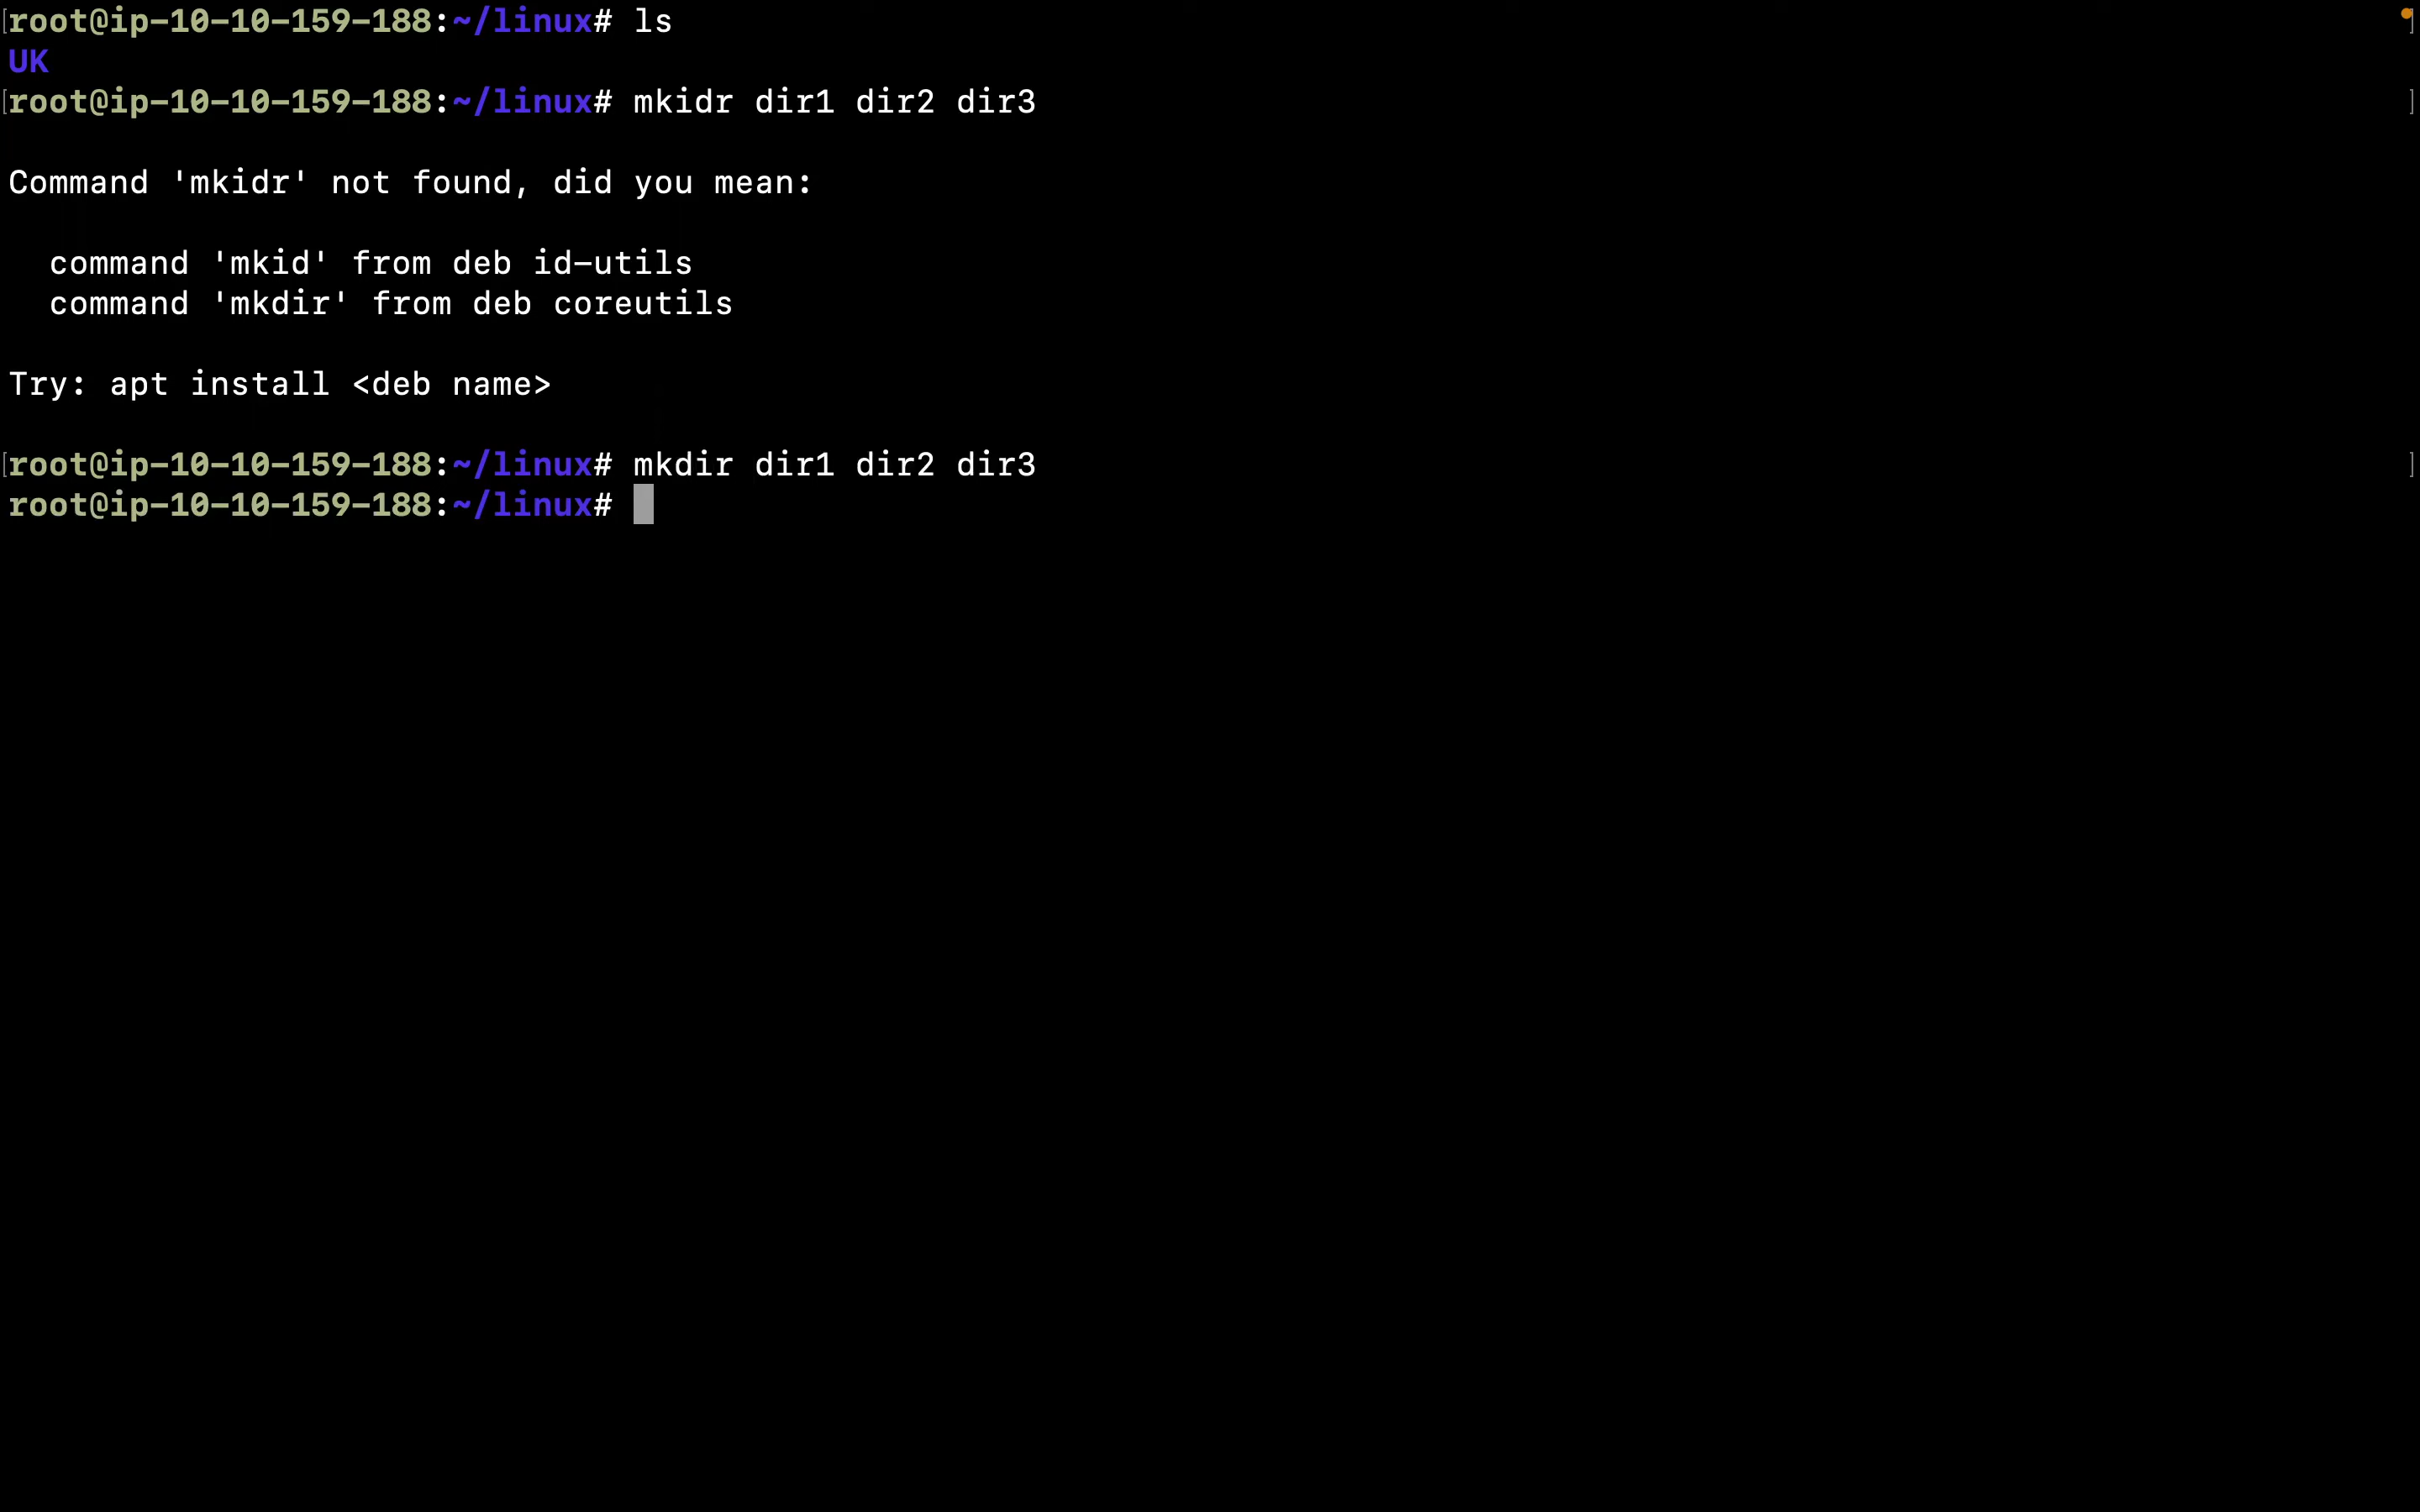 root@ip-10-10-159-188:~/linux# ls
UK
root@ip-10-10-159-188:~/linux# mkidr dir1 dir2 dir3
Command 'mkidr' not found, did you mean:
command 'mkid' from deb id-utils
command 'mkdir' from deb coreutils
Try: apt install <deb name>
root@ip-10-10-159-188:~/linux# mkdir dir1 dir2 dir3
root@ip-10-10-159-188:~/linux#